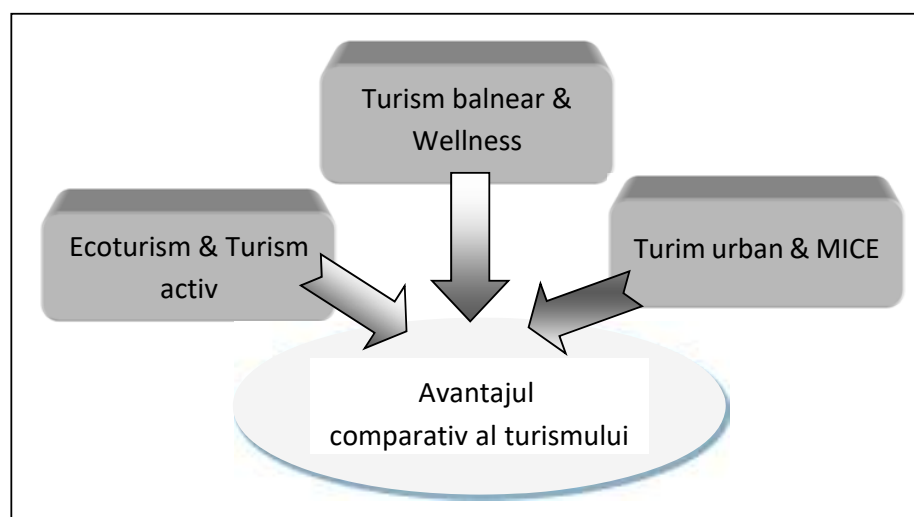 Turism balnear &
Wellness
Ecoturism & Turism
activ
Turim urban & MICE
Avantajul
comparativ al turismului